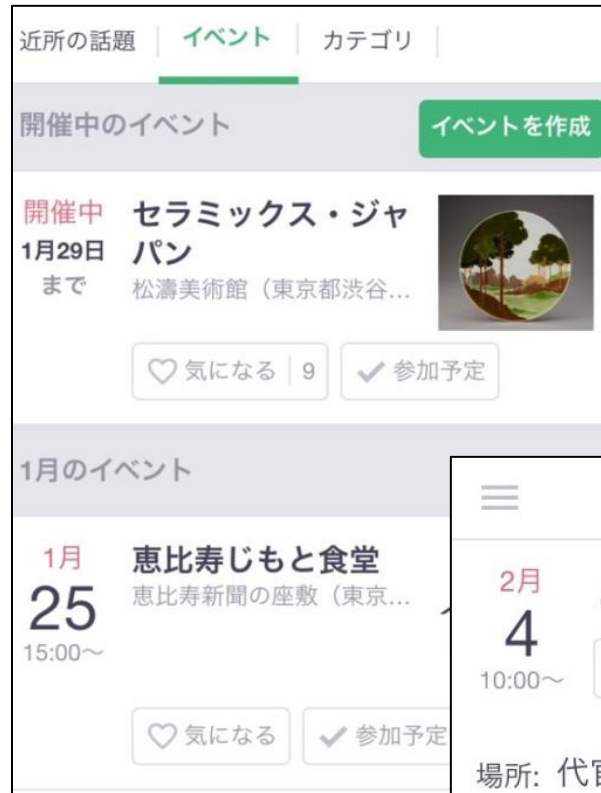 近所の話題 イベント カテゴリ
開催中のイベント イベントを作成
開催中 セラミックス・ジャ
1月29日 パン
まで 松濤美術館（東京都渋谷...
気になる 9 参加予定
1月のイベント
1月 恵比寿じもと食堂
25 恵比寿新聞の座敷（東京...
15:00～
気になる 参加予定
2月
4
10:00～
場所: 代官